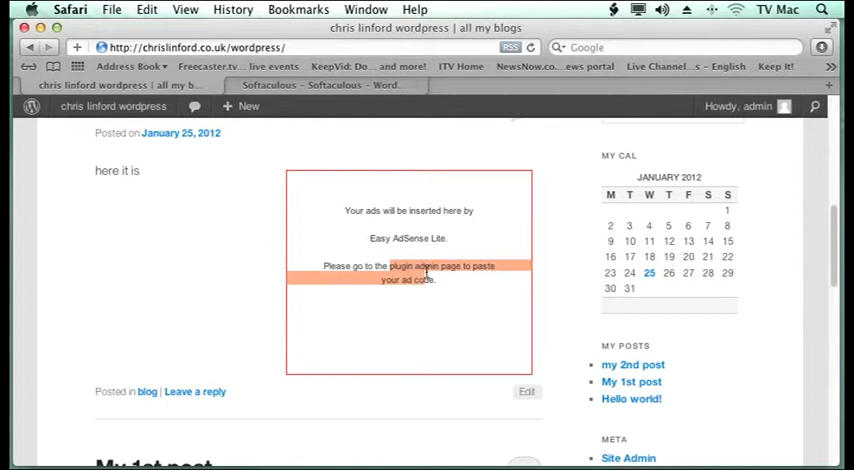 Safari File Edit View History Bookmarks Window Help TV Mac
chris linford wordpress | all my blogs
http://chrislinford.co.uk/wordpress/ RSS Google
Address Book Freecaster.tv... live events KeepVid: Do... and more! ITV Home NewsNow.co... ews portal Live Channel...s - English Keep It!
chris linford wordpress | all my b... Softaculous - Softaculous - Word...
chris linford wordpress + New Howdy, admin
Posted on January 25, 2012
here it is
Your ads will be inserted here by
Easy AdSense Lite.
Please go to the plugin admin page to paste
your ad code.
Posted in blog | Leave a reply Edit
My 1st post
MY CAL
JANUARY 2012
M T W T F S S
1
2 3 4 5 6 7 8
9 10 11 12 13 14 15
16 17 18 19 20 21 22
23 24 25 26 27 28 29
30 31
MY POSTS
my 2nd post
My 1st post
Hello world!
META
Site Admin